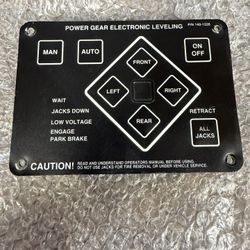 POWER GEAR ELECTRONIC LEVELING
P/N 140-1226
MAN
AUTO
FRONT
ON
OFF
LEFT
RIGHT
WAIT
JACKS DOWN
LOW VOLTAGE
ENGAGE
PARK BRAKE
REAR
RETRACT
ALL
JACKS
CAUTION! READ AND UNDERSTAND OPERATORS MANUAL BEFORE USING.
DO NOT USE JACKS FOR TIRE REMOVAL OR UNDER VEHICLE SERVICE.